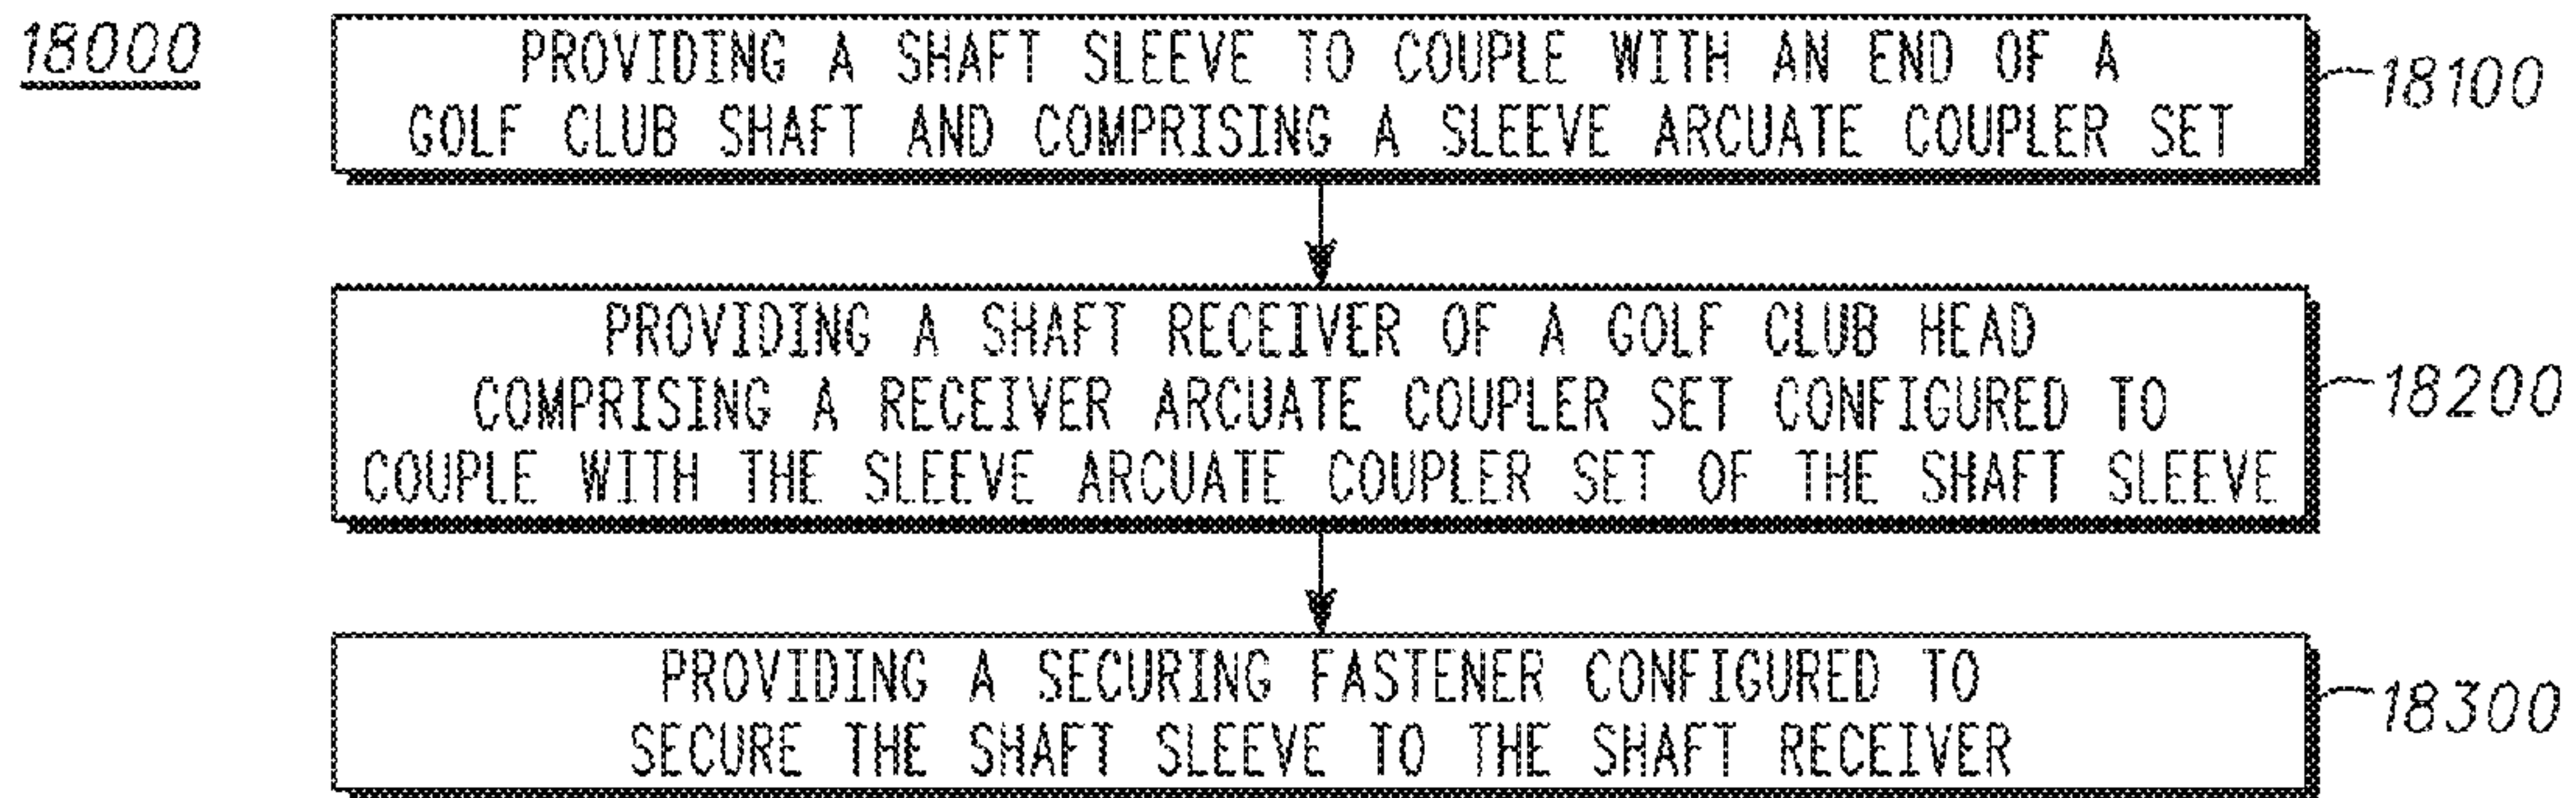 18000
PROVIDING A SHAFT SLEEVE TO COUPLE WITH AN END OF A
GOLF CLUB SHAFT AND COMPRISING A SLEEVE ARCUATE COUPLER SET
18100
PROVIDING A SHAFT RECEIVER OF A GOLF CLUB HEAD
COMPRISING A RECEIVER ARCUATE COUPLER SET CONFIGURED TO
COUPLE WITH THE SLEEVE ARCUATE COUPLER SET OF THE SHAFT SLEEVE
18200
PROVIDING A SECURING FASTENER CONFIGURED TO
SECURE THE SHAFT SLEEVE TO THE SHAFT RECEIVER
18300